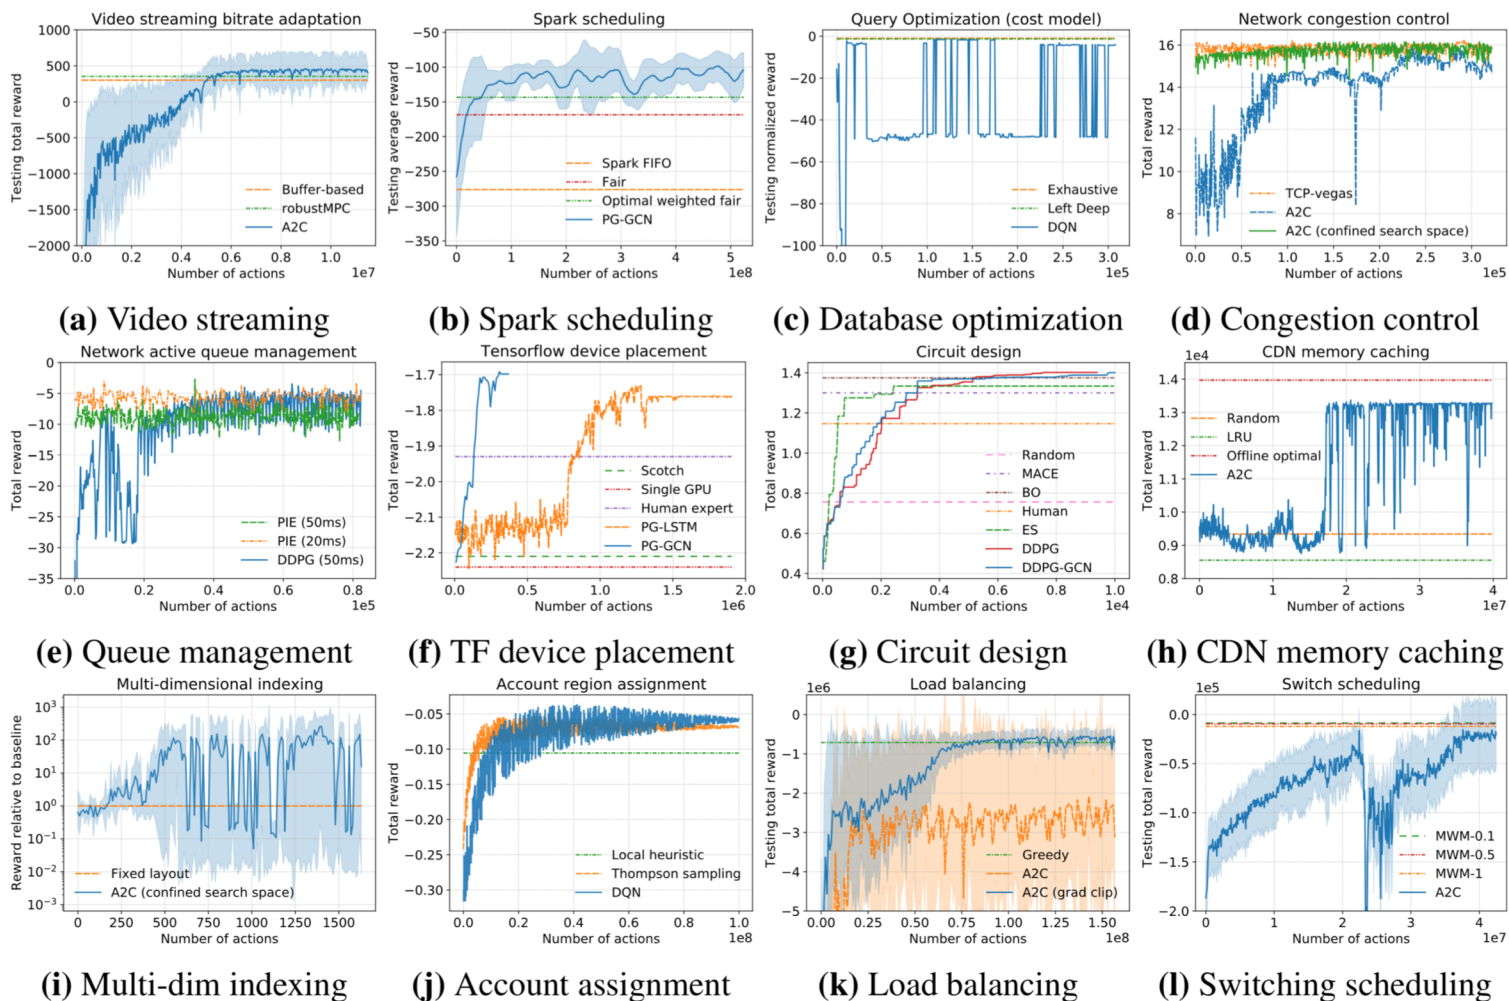 Video streaming bitrate adaptation
Testing total reward
1000
500
0
−500
−1000
−1500
−2000
Buffer-based
robustMPC
A2C
0.0 0.2 0.4 0.6 0.8 1.0
Number of actions
1e7
(a) Video streaming
Spark scheduling
Testing average reward
−50
−100
−150
−200
−250
−300
−350
Spark FIFO
Fair
Optimal weighted fair
PG-GCN
0 1 2 3 4 5
Number of actions
1e8
(b) Spark scheduling
Query Optimization (cost model)
Testing normalized reward
0
−20
−40
−60
−80
−100
Exhaustive
Left Deep
DQN
0.0 0.5 1.0 1.5 2.0 2.5 3.0
Number of actions
1e5
(c) Database optimization
Network congestion control
Total reward
16
14
12
10
8
TCP-vegas
A2C
A2C (confined search space)
0.0 0.5 1.0 1.5 2.0 2.5 3.0
Number of actions
1e5
(d) Congestion control
Network active queue management
Total reward
0
−5
−10
−15
−20
−25
−30
−35
PIE (50ms)
PIE (20ms)
DDPG (50ms)
0.0 0.2 0.4 0.6 0.8
Number of actions
1e5
(e) Queue management
Tensorflow device placement
Total reward
−1.7
−1.8
−1.9
−2.0
−2.1
−2.2
Scotch
Single GPU
Human expert
PG-LSTM
PG-GCN
0.0 0.5 1.0 1.5 2.0
Number of actions
1e6
(f) TF device placement
Circuit design
Total reward
1.4
1.2
1.0
0.8
0.6
0.4
Random
MACE
BO
Human
ES
DDPG
DDPG-GCN
0.0 0.2 0.4 0.6 0.8 1.0
Number of actions
1e4
(g) Circuit design
CDN memory caching
1e4
Total reward
1.4
1.3
1.2
1.1
1.0
0.9
0.8
Random
LRU
Offline optimal
A2C
0 1 2 3 4
Number of actions
1e7
(h) CDN memory caching
Multi-dimensional indexing
Reward relative to baseline
10³
10²
10¹
10⁰
10⁻¹
10⁻²
10⁻³
Fixed layout
A2C (confined search space)
0 250 500 750 1000 1250 1500
Number of actions
(i) Multi-dim indexing
Account region assignment
Total reward
−0.05
−0.10
−0.15
−0.20
−0.25
−0.30
Local heuristic
Thompson sampling
DQN
0.0 0.2 0.4 0.6 0.8 1.0
Number of actions
1e8
(j) Account assignment
Load balancing
1e6
Testing total reward
0
−1
−2
−3
−4
−5
Greedy
A2C
A2C (grad clip)
0.00 0.25 0.50 0.75 1.00 1.25 1.50
Number of actions
1e8
(k) Load balancing
Switch scheduling
1e5
Testing total reward
0.0
−0.5
−1.0
−1.5
−2.0
MWM-0.1
MWM-0.5
MWM-1
A2C
0 1 2 3 4
Number of actions
1e7
(l) Switching scheduling